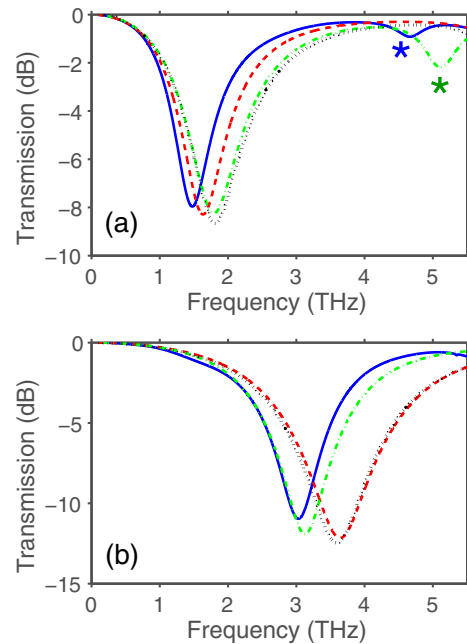 0
−2
−4
−6
−8
−10
Transmission (dB)
(a)
*
*
0 1 2 3 4 5
Frequency (THz)
0
−5
−10
−15
Transmission (dB)
(b)
0 1 2 3 4 5
Frequency (THz)